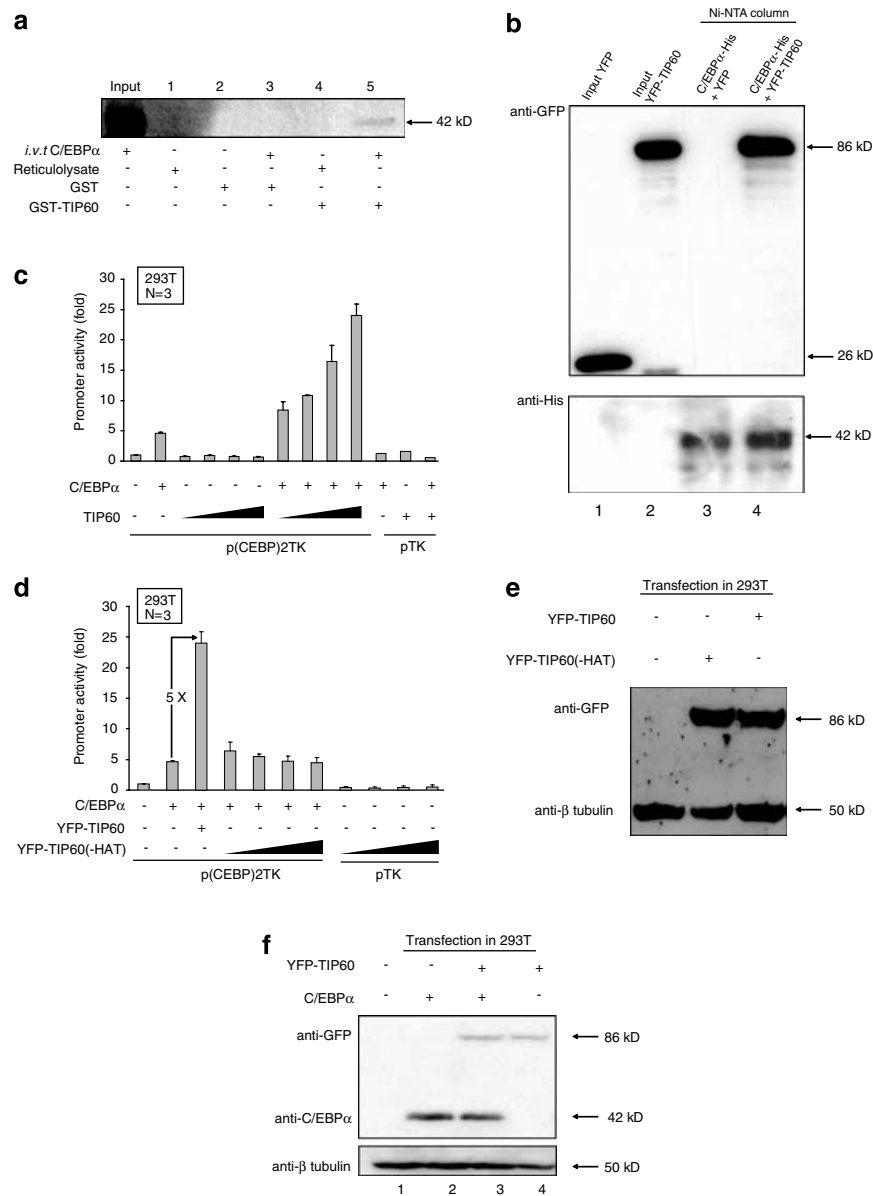 a
Input 1 2 3 4 5
42 kD
i.v.t C/EBPα + - - + - +
Reticulolysate - + - - + -
GST - - + + - -
GST-TIP60 - - - - + +
b
Ni-NTA column
Input YFP
Input YFP-TIP60
C/EBPα-His + YFP
C/EBPα-His + YFP-TIP60
anti-GFP
86 kD
26 kD
anti-His
42 kD
1 2 3 4
c
293T
N=3
Promoter activity (fold)
30
25
20
15
10
5
0
C/EBPα - + - - - - + + + + + - +
TIP60 - - - + +
p(CEBP)2TK pTK
d
293T
N=3
Promoter activity (fold)
30
25
20
15
10
5
0
5 X
C/EBPα - + + + + + + - - - -
YFP-TIP60 - - + - - - - - - - -
YFP-TIP60(-HAT) - - -
p(CEBP)2TK pTK
e
Transfection in 293T
YFP-TIP60 - - +
YFP-TIP60(-HAT) - + -
anti-GFP
86 kD
anti-β tubulin
50 kD
f
Transfection in 293T
YFP-TIP60 - - + +
C/EBPα - + + -
anti-GFP
86 kD
anti-C/EBPα
42 kD
anti-β tubulin
50 kD
1 2 3 4